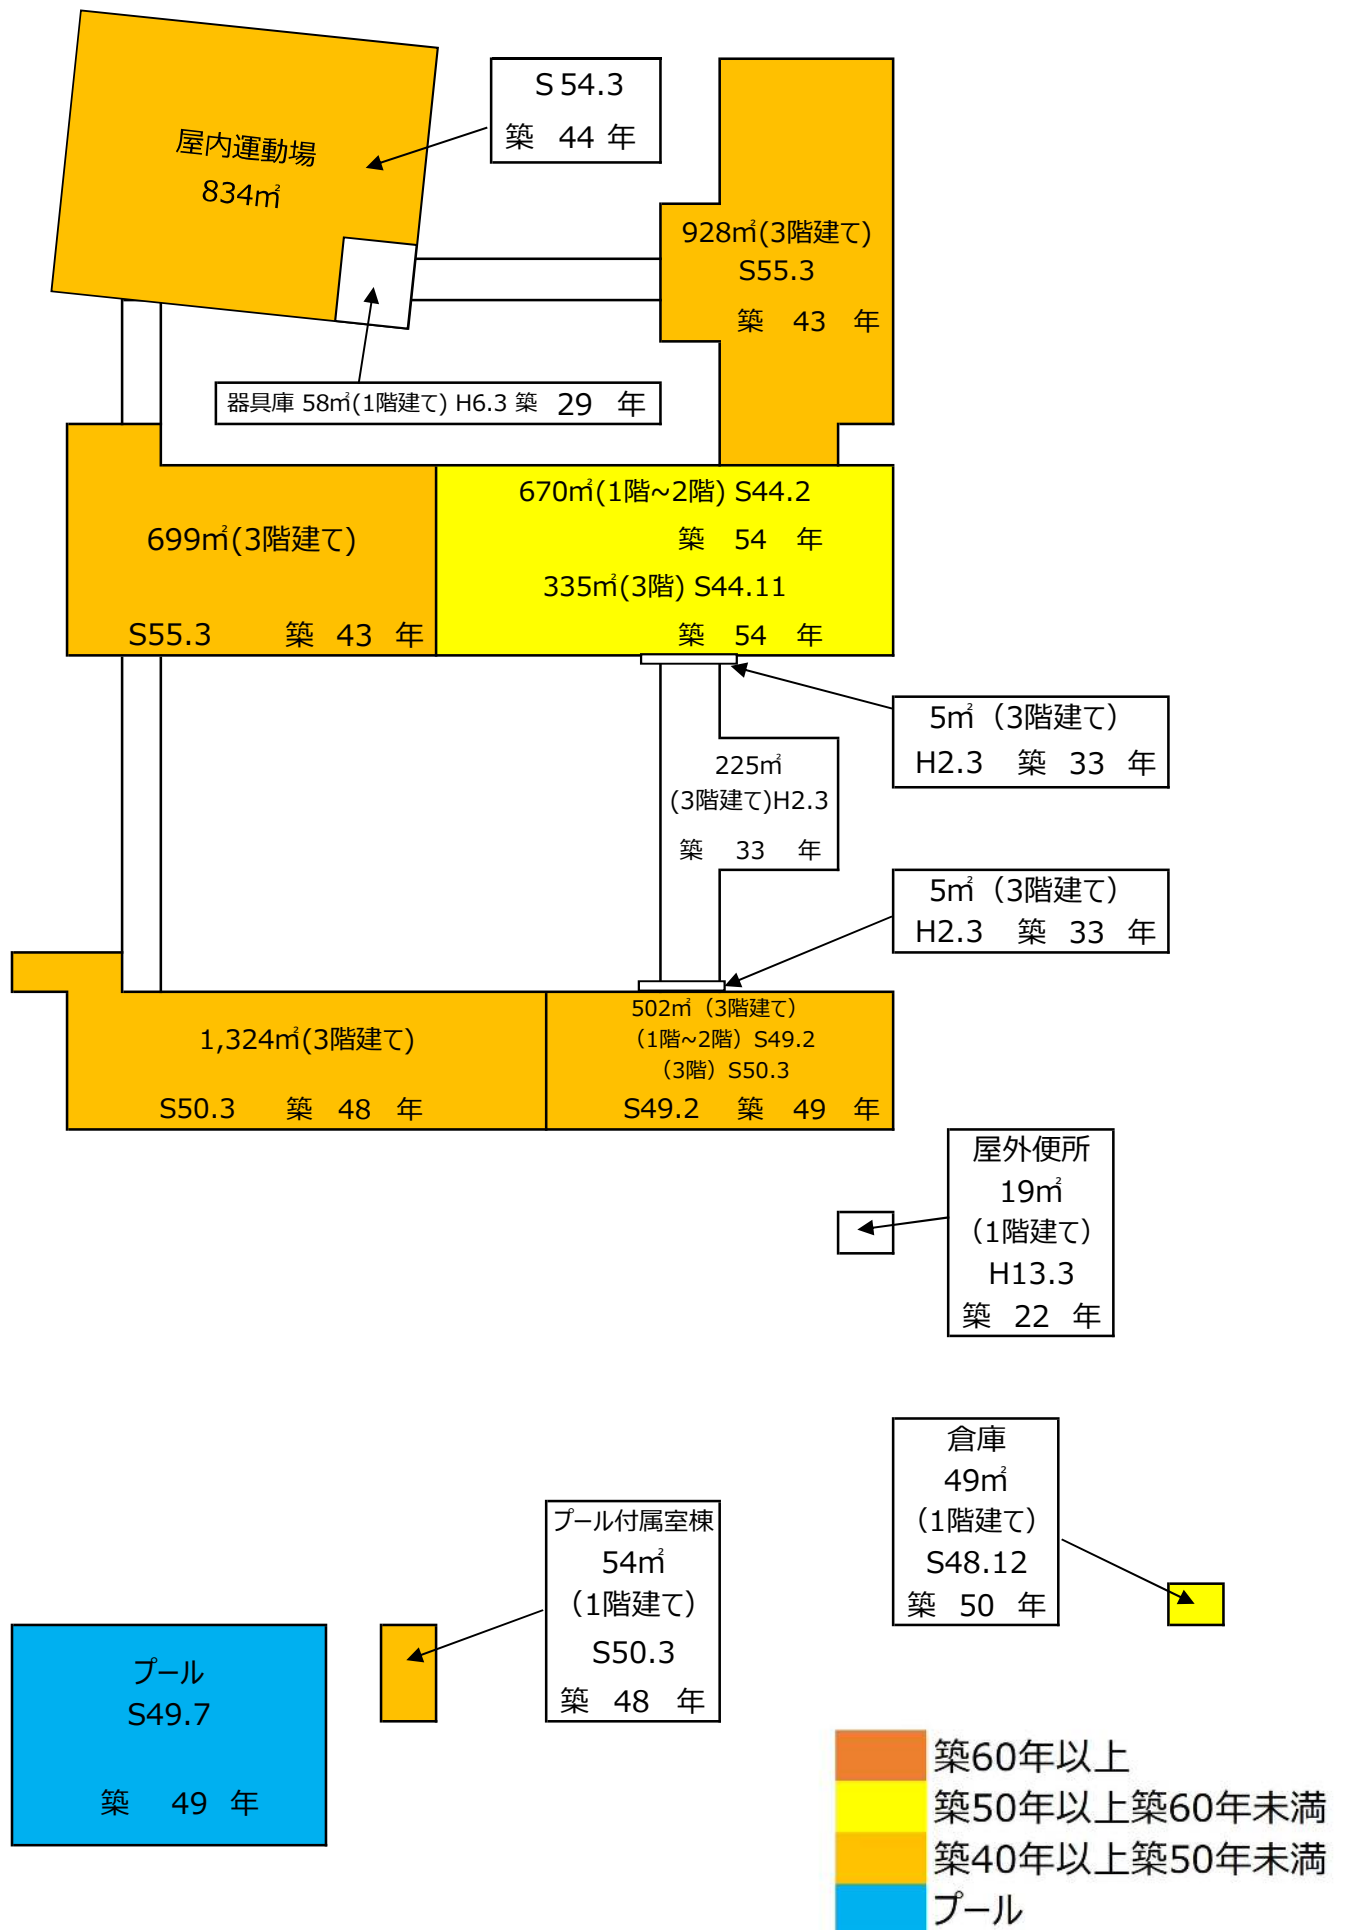 屋内運動場
834㎡
S 54.3
築 44 年
928㎡(3階建て)
S55.3
築 43 年
器具庫 58㎡(1階建て) H6.3 築 29 年
699㎡(3階建て)
S55.3 築 43 年
670㎡(1階~2階) S44.2
築 54 年
335㎡(3階) S44.11
築 54 年
5㎡（3階建て）
H2.3 築 33 年
225㎡
(3階建て)H2.3
築 33 年
5㎡（3階建て）
H2.3 築 33 年
1,324㎡(3階建て)
S50.3 築 48 年
502㎡（3階建て）
（1階~2階）S49.2
（3階）S50.3
S49.2 築 49 年
屋外便所
19㎡
（1階建て）
H13.3
築 22 年
倉庫
49㎡
（1階建て）
S48.12
築 50 年
プール付属室棟
54㎡
（1階建て）
S50.3
築 48 年
プール
S49.7
築 49 年
築60年以上
築50年以上築60年未満
築40年以上築50年未満
プール